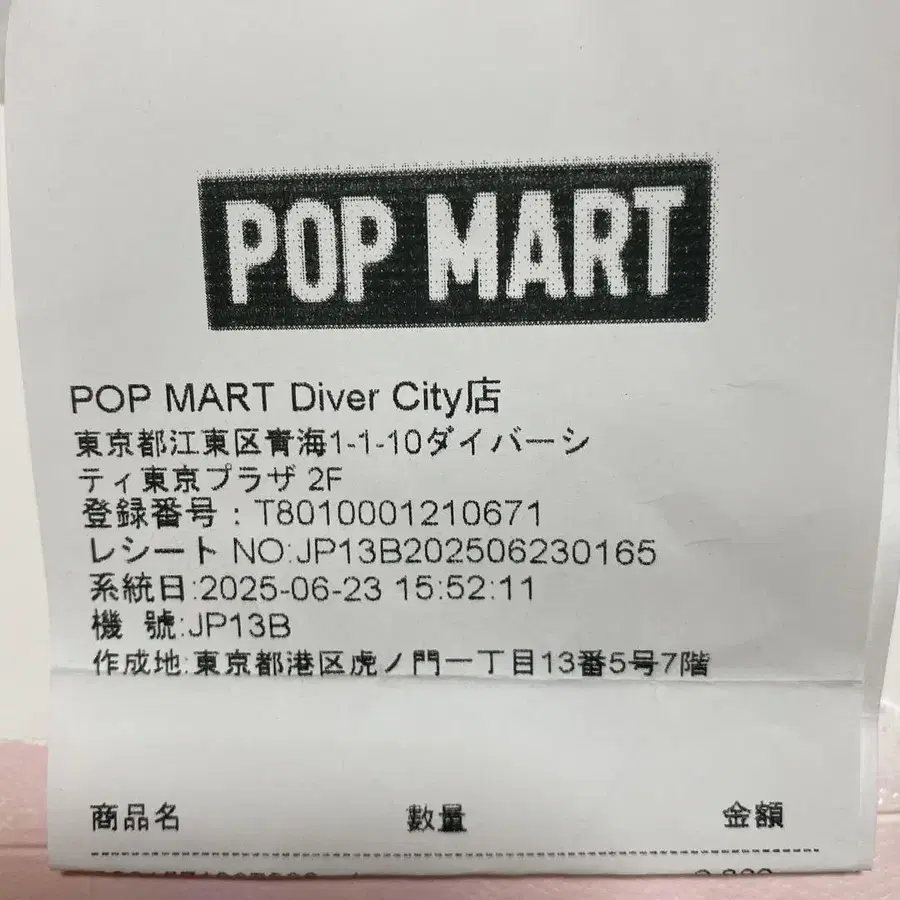 POP MART
POP MART Diver City店
東京都江東区青海1-1-10ダイバーシ
ティ東京プラザ 2F
登録番号：T8010001210671
レシート NO:JP13B202506230165
系統日:2025-06-23 15:52:11
機 號:JP13B
作成地:東京都港区虎ノ門一丁目13番5号7階
商品名 數量 金額